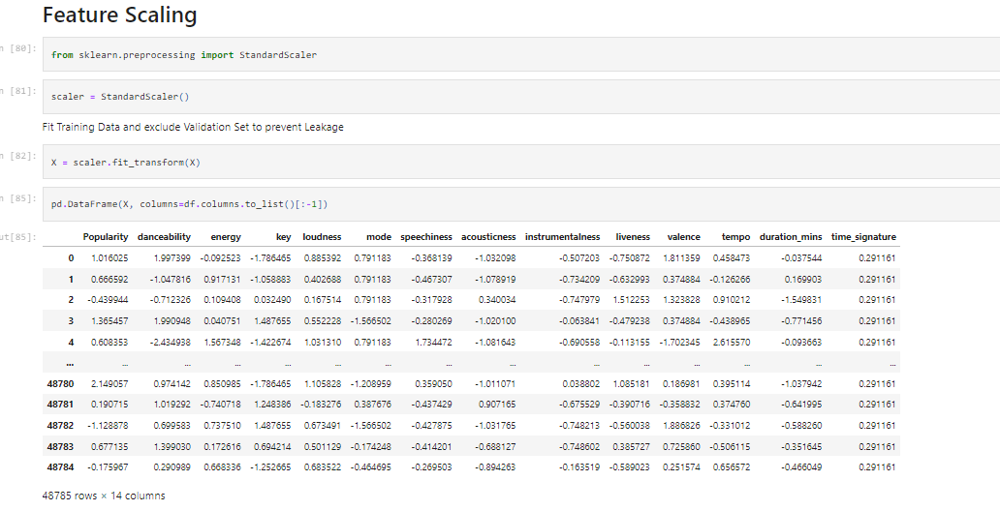 Feature Scaling
n [80]:
from sklearn.preprocessing import StandardScaler
n [81]:
scaler = StandardScaler()
Fit Training Data and exclude Validation Set to prevent Leakage
n [82]:
X = scaler.fit_transform(X)
n [85]:
pd.DataFrame(X, columns=df.columns.to_list()[:-1])
ut[85]:
Popularity danceability energy key loudness mode speechiness acousticness instrumentalness liveness valence tempo duration_mins time_signature
0 1.016025 1.997399 -0.092523 -1.786465 0.885392 0.791183 -0.368139 -1.032098 -0.507203 -0.750872 1.811359 0.458473 -0.037544 0.291161
1 0.666592 -1.047816 0.917131 -1.058883 0.402688 0.791183 -0.467307 -1.078919 -0.734209 -0.632993 0.374884 -0.126266 0.169903 0.291161
2 -0.439944 -0.712326 0.109408 0.032490 0.167514 0.791183 -0.317928 0.340034 -0.747979 1.512253 1.323828 0.910212 -1.549831 0.291161
3 1.365457 1.990948 0.040751 1.487655 0.552228 -1.566502 -0.280269 -1.020100 -0.063841 -0.479238 0.374884 -0.438965 -0.771456 0.291161
4 0.608353 -2.434938 1.567348 -1.422674 1.031310 0.791183 1.734472 -1.081643 -0.690558 -0.113155 -1.702345 2.615570 -0.093663 0.291161
... ... ... ... ... ... ... ... ... ... ... ... ... ... ...
48780 2.149057 0.974142 0.850985 -1.786465 1.105828 -1.208959 0.359050 -1.011071 0.038802 1.085181 0.186981 0.395114 -1.037942 0.291161
48781 0.190715 1.019292 -0.740718 1.248386 -0.183276 0.387676 -0.437429 0.907165 -0.675529 -0.390716 -0.358832 0.374760 -0.641995 0.291161
48782 -1.128878 0.699583 0.737510 1.487655 0.673491 -1.566502 -0.427875 -1.031765 -0.748213 -0.560038 1.886826 -0.331012 -0.588260 0.291161
48783 0.677135 1.399030 0.172616 0.694214 0.501129 -0.174248 -0.414201 -0.688127 -0.748602 0.385727 0.725860 -0.506115 -0.351645 0.291161
48784 -0.175967 0.290989 0.668336 -1.252665 0.683522 -0.464695 -0.269503 -0.894263 -0.163519 -0.589023 0.251574 0.656572 -0.466049 0.291161
48785 rows × 14 columns